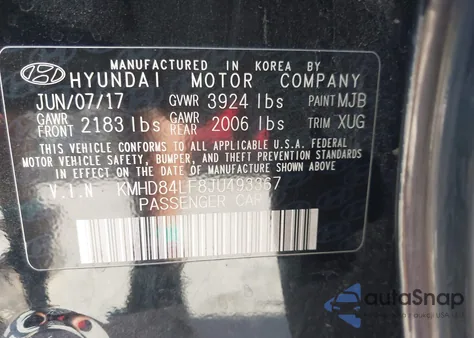 MANUFACTURED IN KOREA BY
HYUNDAI MOTOR COMPANY
JUN/07/17 GVWR 3924 lbs PAINT MJB
GAWR FRONT 2183 lbs GAWR REAR 2006 lbs TRIM XUG
THIS VEHICLE CONFORMS TO ALL APPLICABLE U.S.A. FEDERAL
MOTOR VEHICLE SAFETY, BUMPER, AND THEFT PREVENTION STANDARDS
IN EFFECT ON THE DATE OF MANUFACTURE SHOWN ABOVE.
V.I.N KMHD84LF8JU493367
PASSENGER CAR
autoSnap